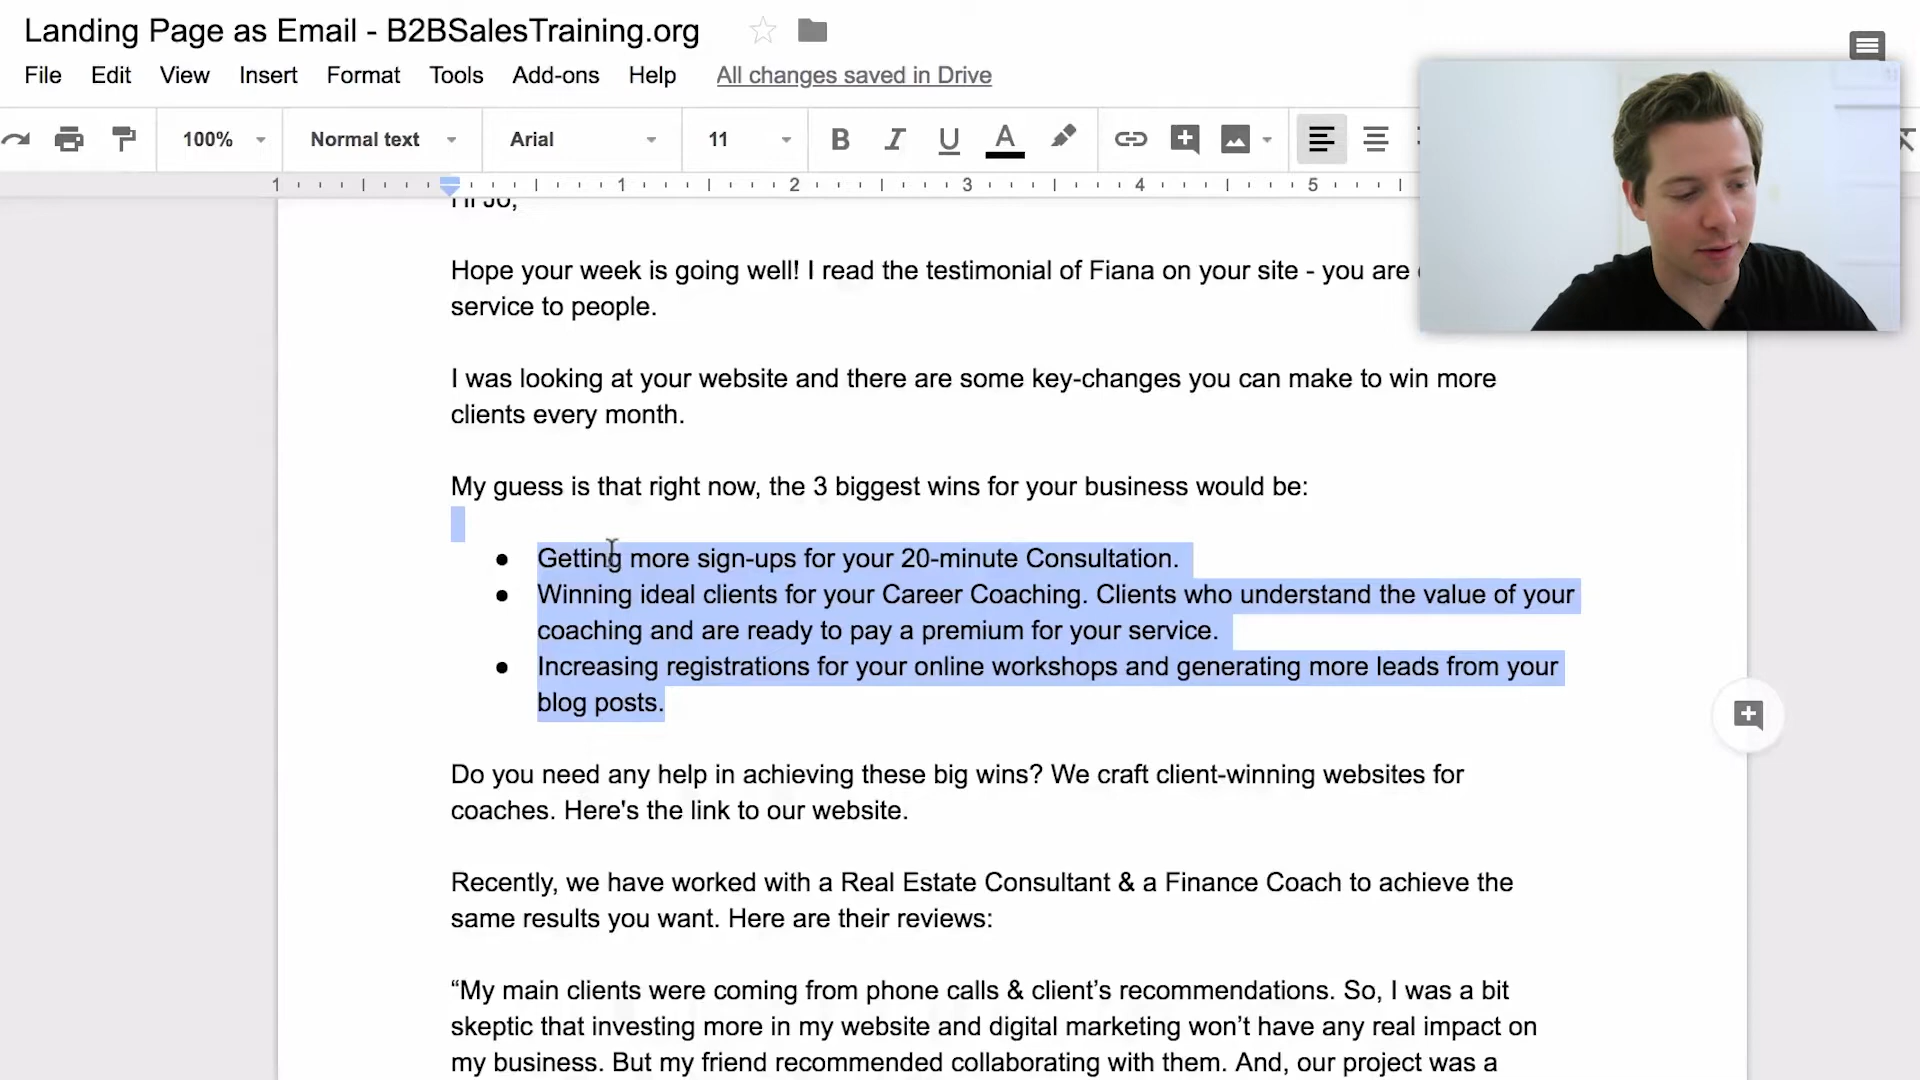 Landing Page as Email - B2BSalesTraining.org
File Edit View Insert Format Tools Add-ons Help All changes saved in Drive
100% Normal text Arial 11 B I U A
1 1 2 3 4 5
Hi Jo,
Hope your week is going well! I read the testimonial of Fiana on your site - you are
service to people.
I was looking at your website and there are some key-changes you can make to win more
clients every month.
My guess is that right now, the 3 biggest wins for your business would be:
● Getting more sign-ups for your 20-minute Consultation.
● Winning ideal clients for your Career Coaching. Clients who understand the value of your
coaching and are ready to pay a premium for your service.
● Increasing registrations for your online workshops and generating more leads from your
blog posts.
Do you need any help in achieving these big wins? We craft client-winning websites for
coaches. Here's the link to our website.
Recently, we have worked with a Real Estate Consultant & a Finance Coach to achieve the
same results you want. Here are their reviews:
“My main clients were coming from phone calls & client’s recommendations. So, I was a bit
skeptic that investing more in my website and digital marketing won’t have any real impact on
my business. But my friend recommended collaborating with them. And, our project was a